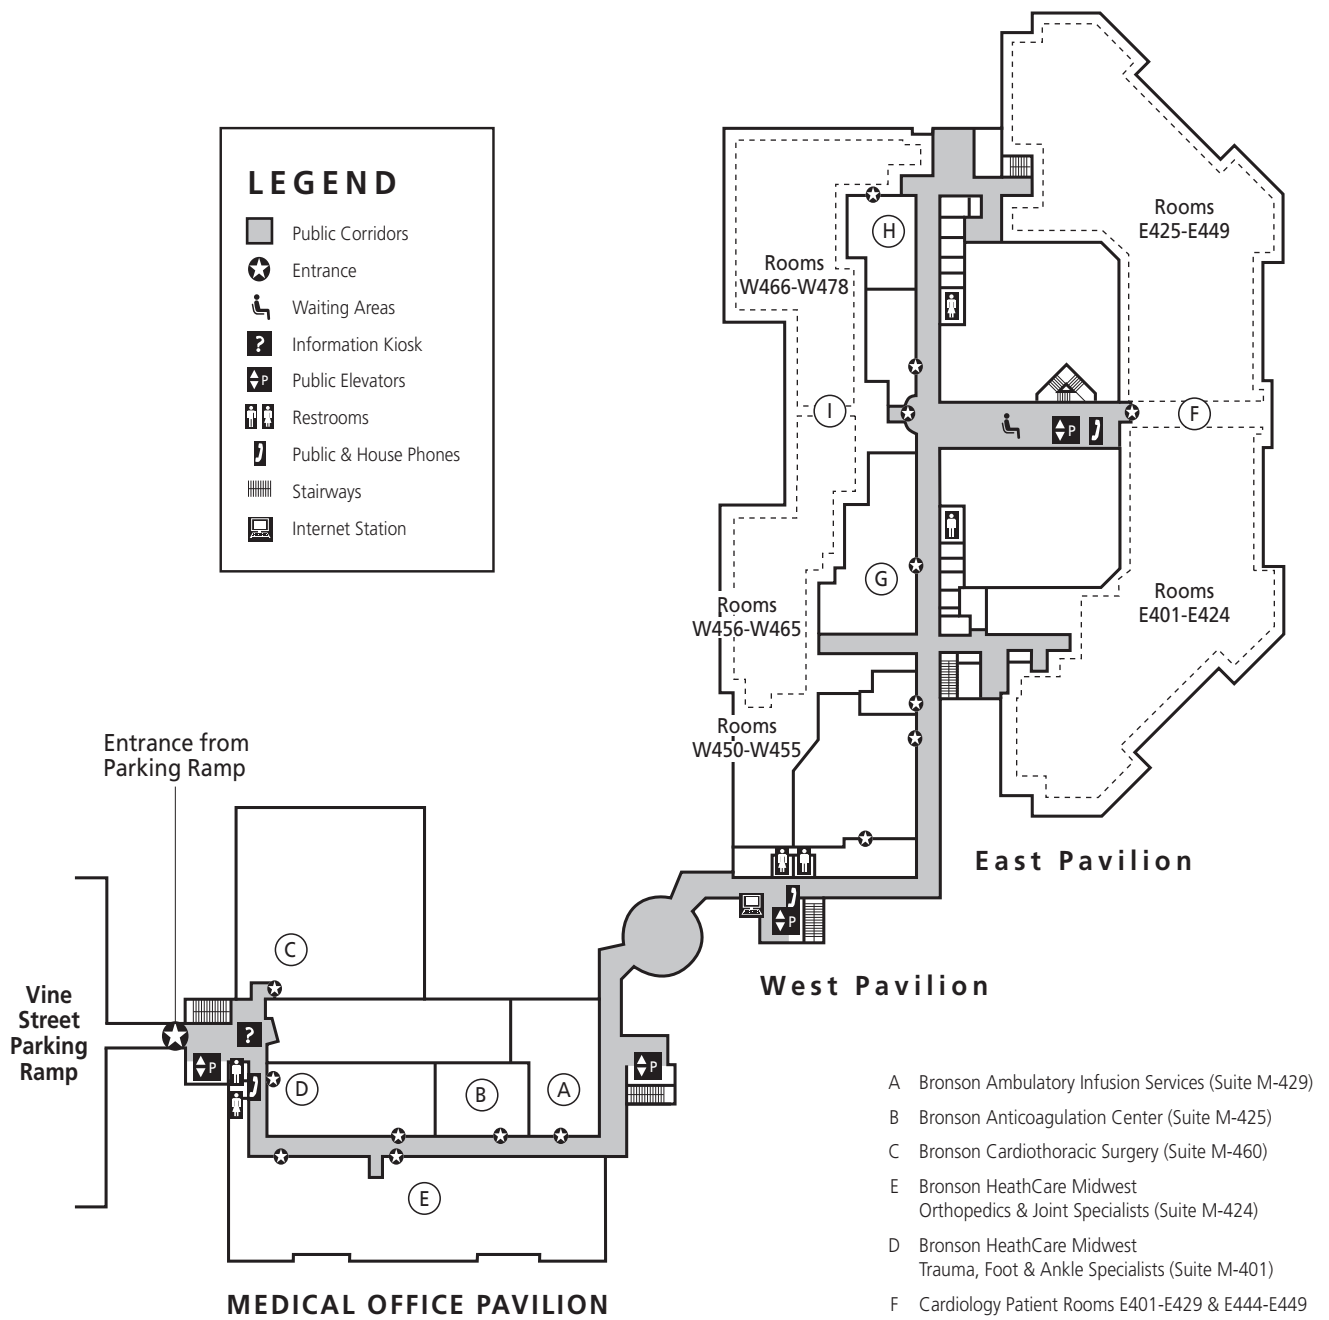 LEGEND
Public Corridors
Entrance
Waiting Areas
? Information Kiosk
P Public Elevators
Restrooms
Public & House Phones
Stairways
Internet Station
Rooms
E425-E449
H
Rooms
W466-W478
I
P
F
G
Rooms
W456-W465
Rooms
E401-E424
Rooms
W450-W455
Entrance from
Parking Ramp
East Pavilion
P
West Pavilion
C
Vine
Street
Parking
Ramp
?
P
P
D
B
A
E
MEDICAL OFFICE PAVILION
A Bronson Ambulatory Infusion Services (Suite M-429)
B Bronson Anticoagulation Center (Suite M-425)
C Bronson Cardiothoracic Surgery (Suite M-460)
E Bronson HeathCare Midwest
Orthopedics & Joint Specialists (Suite M-424)
D Bronson HeathCare Midwest
Trauma, Foot & Ankle Specialists (Suite M-401)
F Cardiology Patient Rooms E401-E429 & E444-E449